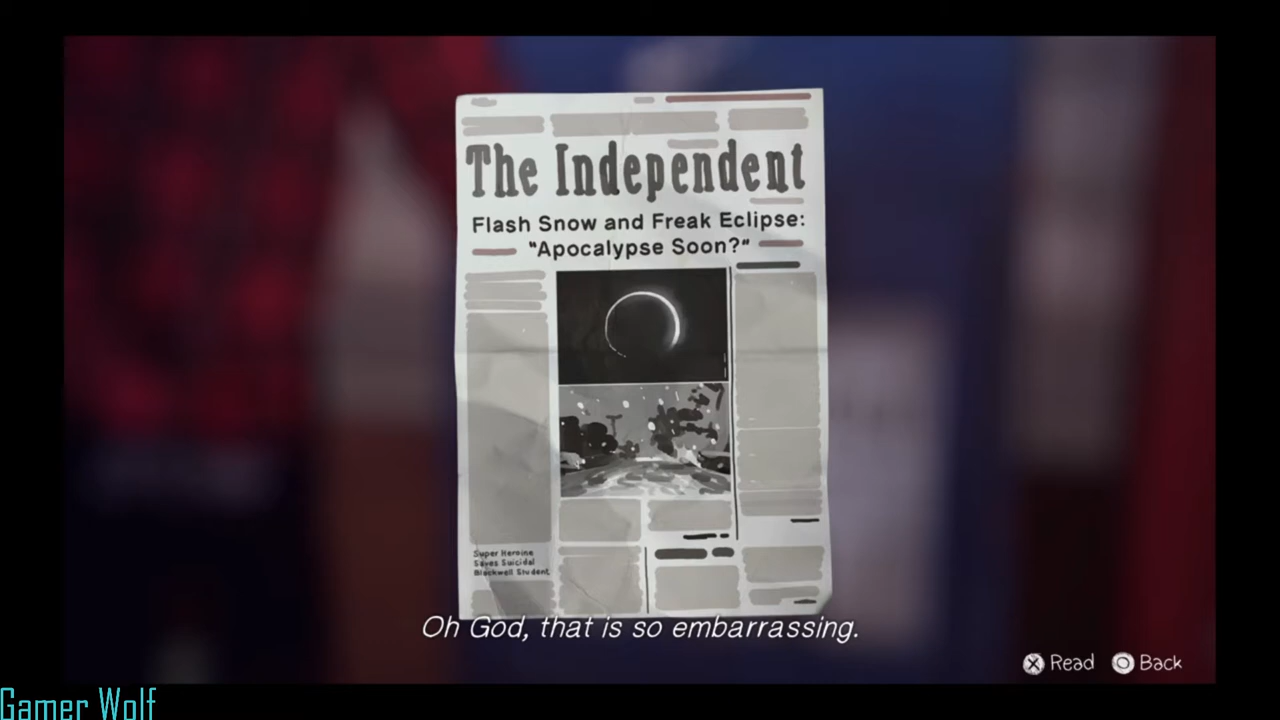 The Independent
Flash Snow and Freak Eclipse:
"Apocalypse Soon?"
Super Heroine
Saves Suicidal
Blackwell Student,
Oh God, that is so embarrassing.
Read Back
Gamer Wolf